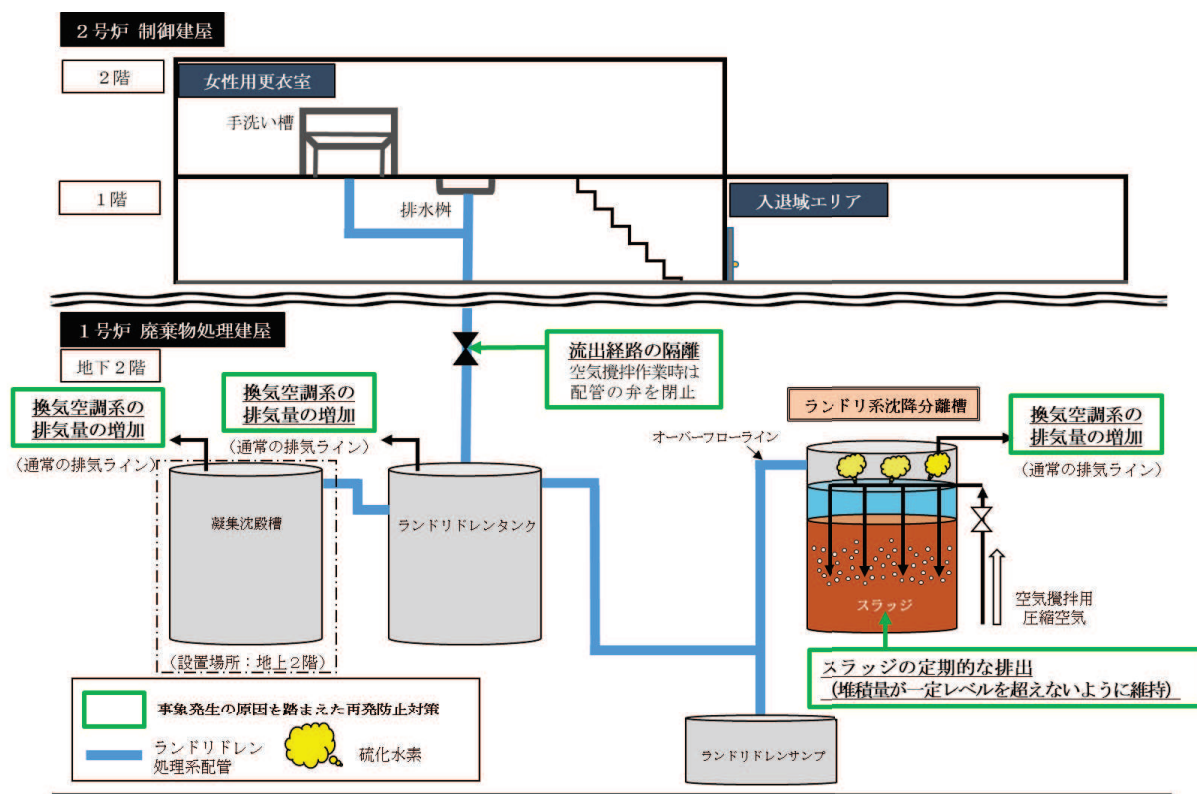 ２号炉 制御建屋
２階
女性用更衣室
手洗い槽
１階
排水桝
入退域エリア
１号炉 廃棄物処理建屋
地下２階
流出経路の隔離
空気攪拌作業時は
配管の弁を閉止
換気空調系の
排気量の増加
（通常の排気ライン）
換気空調系の
排気量の増加
（通常の排気ライン）
ランドリ系沈降分離槽
換気空調系の
排気量の増加
（通常の排気ライン）
オーバーフローライン
凝集沈殿槽
ランドリドレンタンク
スラッジ
空気攪拌用
圧縮空気
（設置場所：地上２階）
スラッジの定期的な排出
（堆積量が一定レベルを超えないように維持）
ランドリドレンサンプ
事象発生の原因を踏まえた再発防止対策
ランドリドレン
処理系配管
硫化水素